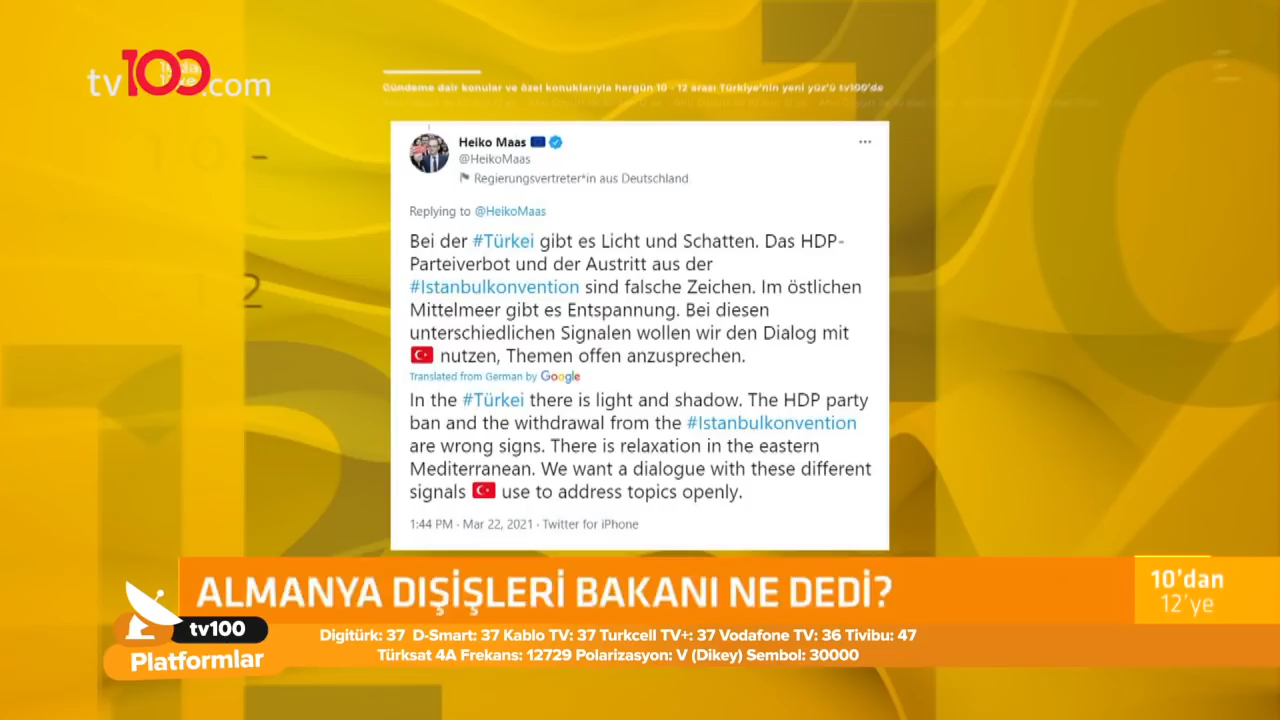 tv100.com
Gündeme dair konular ve özel konuklarıyla hergün 10 - 12 arası Türkiye'nin yeni yüz'ü tv100'de
Heiko Maas
@HeikoMaas
Regierungsvertreter*in aus Deutschland
Replying to @HeikoMaas
Bei der #Türkei gibt es Licht und Schatten. Das HDP-
Parteiverbot und der Austritt aus der
#Istanbulkonvention sind falsche Zeichen. Im östlichen
Mittelmeer gibt es Entspannung. Bei diesen
unterschiedlichen Signalen wollen wir den Dialog mit
🇹🇷 nutzen, Themen offen anzusprechen.
Translated from German by Google
In the #Türkei there is light and shadow. The HDP party
ban and the withdrawal from the #Istanbulkonvention
are wrong signs. There is relaxation in the eastern
Mediterranean. We want a dialogue with these different
signals 🇹🇷 use to address topics openly.
1:44 PM · Mar 22, 2021 · Twitter for iPhone
ALMANYA DIŞİŞLERİ BAKANI NE DEDİ?
10'dan
12'ye
tv100
Platformlar
Digitürk: 37 D-Smart: 37 Kablo TV: 37 Turkcell TV+: 37 Vodafone TV: 36 Tivibu: 47
Türksat 4A Frekans: 12729 Polarizasyon: V (Dikey) Sembol: 30000